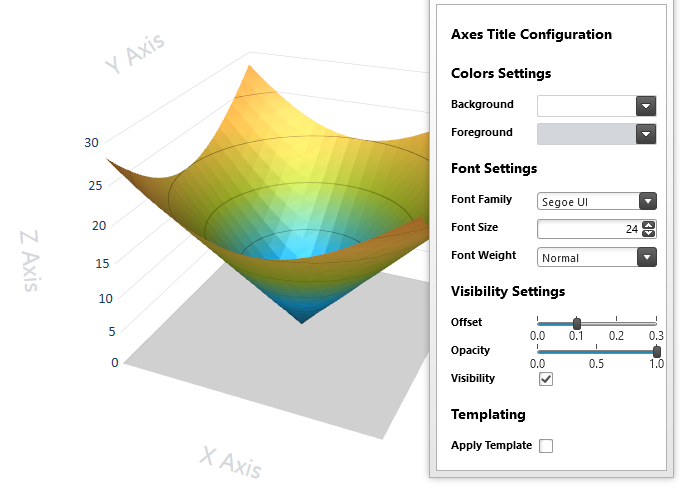 Y Axis
30
25
20
15
10
5
0
Z Axis
X Axis
Axes Title Configuration
Colors Settings
Background
Foreground
Font Settings
Font Family Segoe UI
Font Size 24
Font Weight Normal
Visibility Settings
Offset
0.0 0.1 0.2 0.3
Opacity
0.0 0.5 1.0
Visibility
Templating
Apply Template